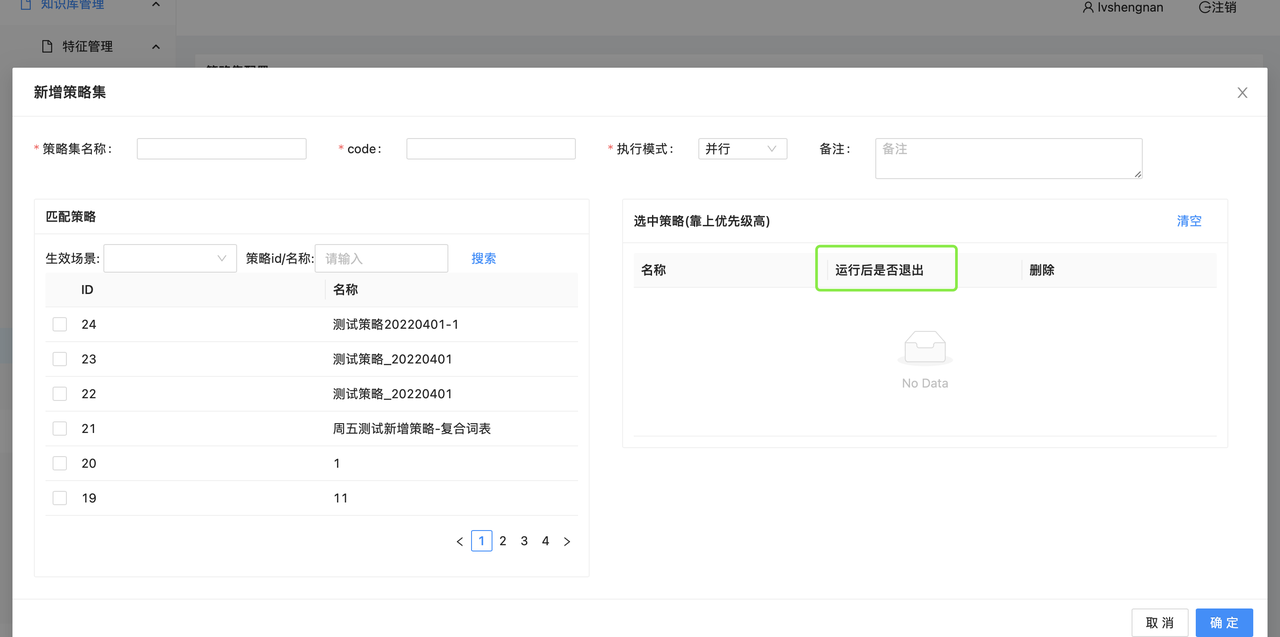 知识库管理
lvshengnan
注销
特征管理
新增策略集
* 策略集名称:
* code:
* 执行模式:
并行
备注:
备注
匹配策略
生效场景:
策略id/名称:
请输入
搜索
ID
名称
24
测试策略20220401-1
23
测试策略_20220401
22
测试策略_20220401
21
周五测试新增策略-复合词表
20
1
19
11
1
2
3
4
选中策略(靠上优先级高)
清空
名称
运行后是否退出
删除
No Data
取 消
确 定